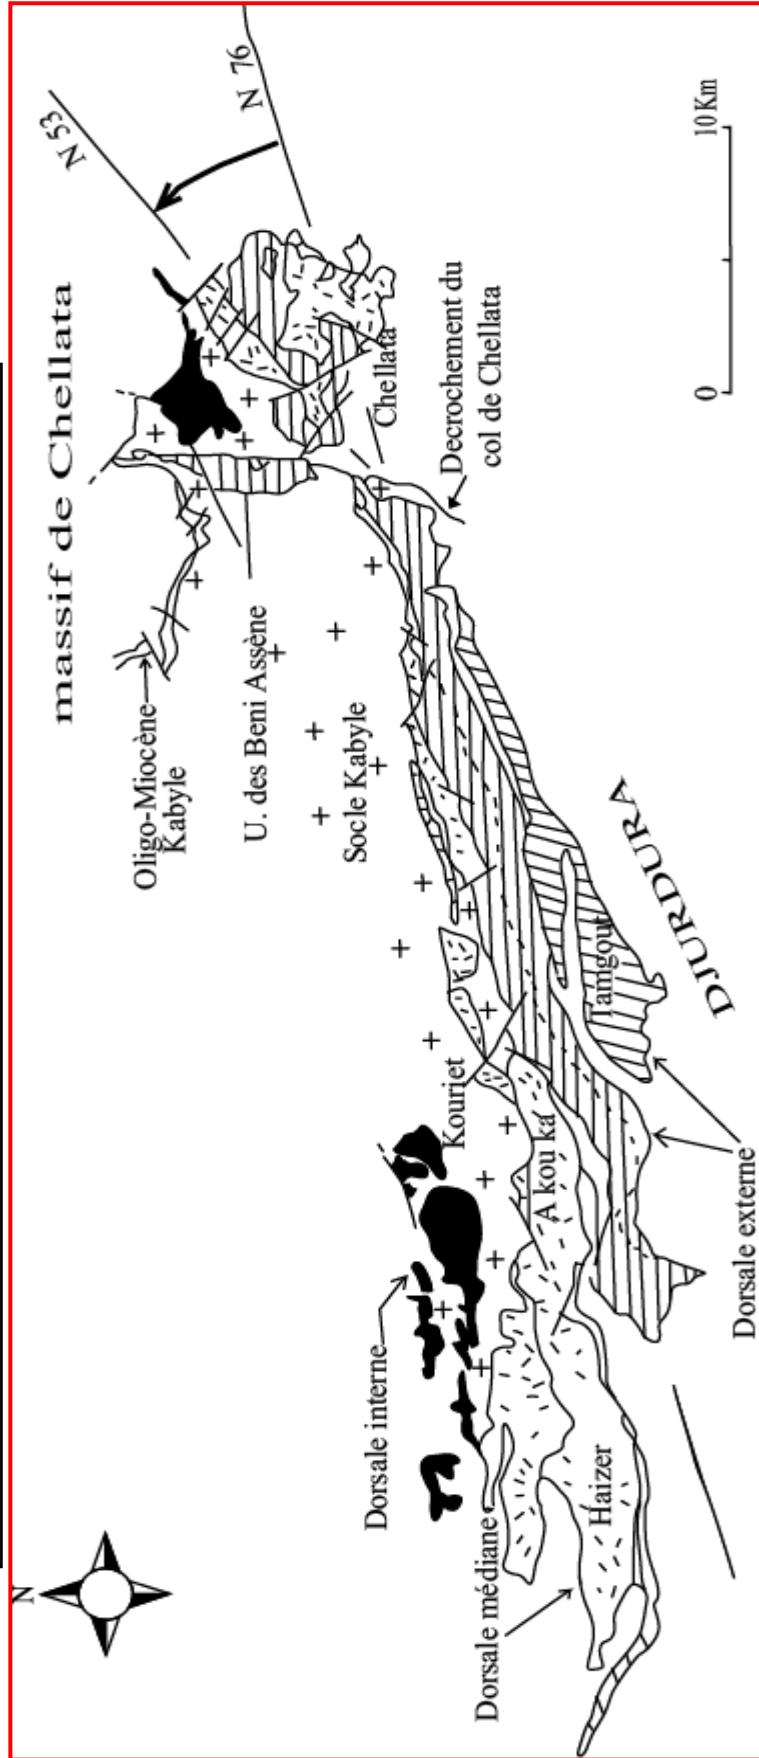 N
massif de Chellata
N 53
N 76
Oligo-Miocène
Kabyle
U. des Beni Assène
Socle Kabyle
Chellata
Decrochement du
col de Chellata
Dorsale interne
Kouriet
Dorsale médiane
A kou ka
Haizer
Tamgout
DJURDURA
Dorsale externe
0
10 Km